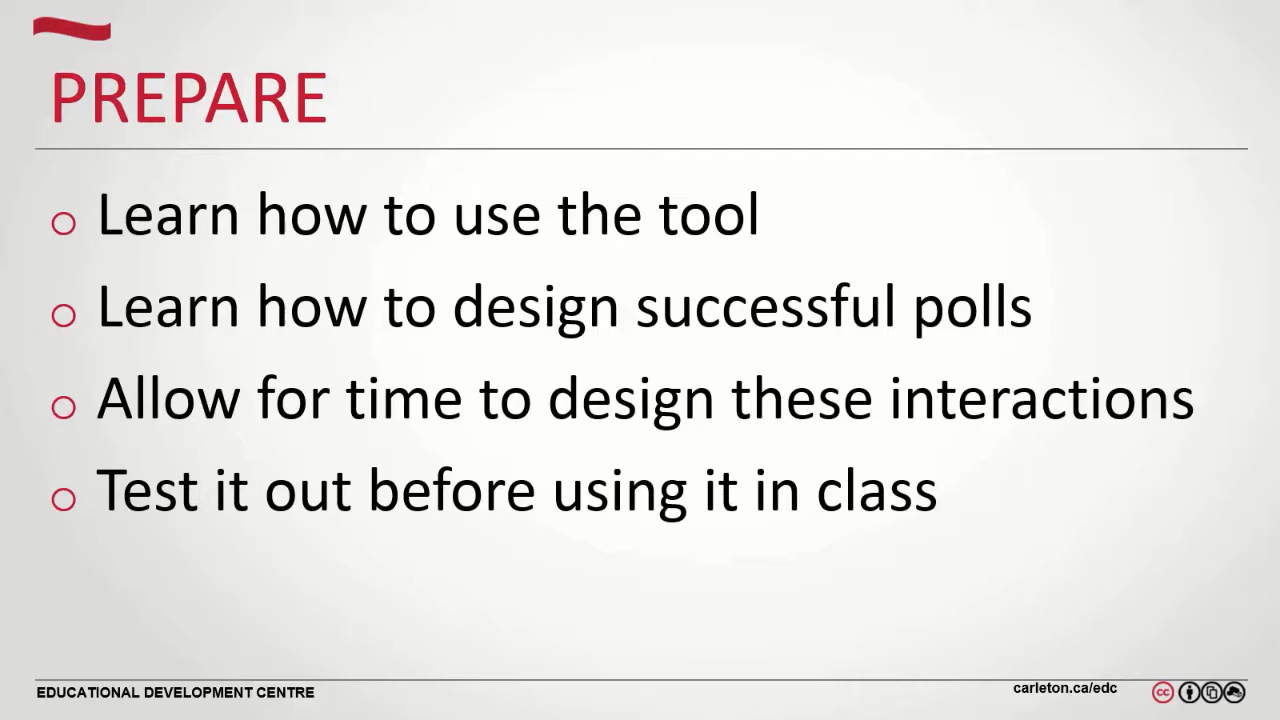 PREPARE
Learn how to use the tool
Learn how to design successful polls
Allow for time to design these interactions
Test it out before using it in class
EDUCATIONAL DEVELOPMENT CENTRE
carleton.ca/edc
cc